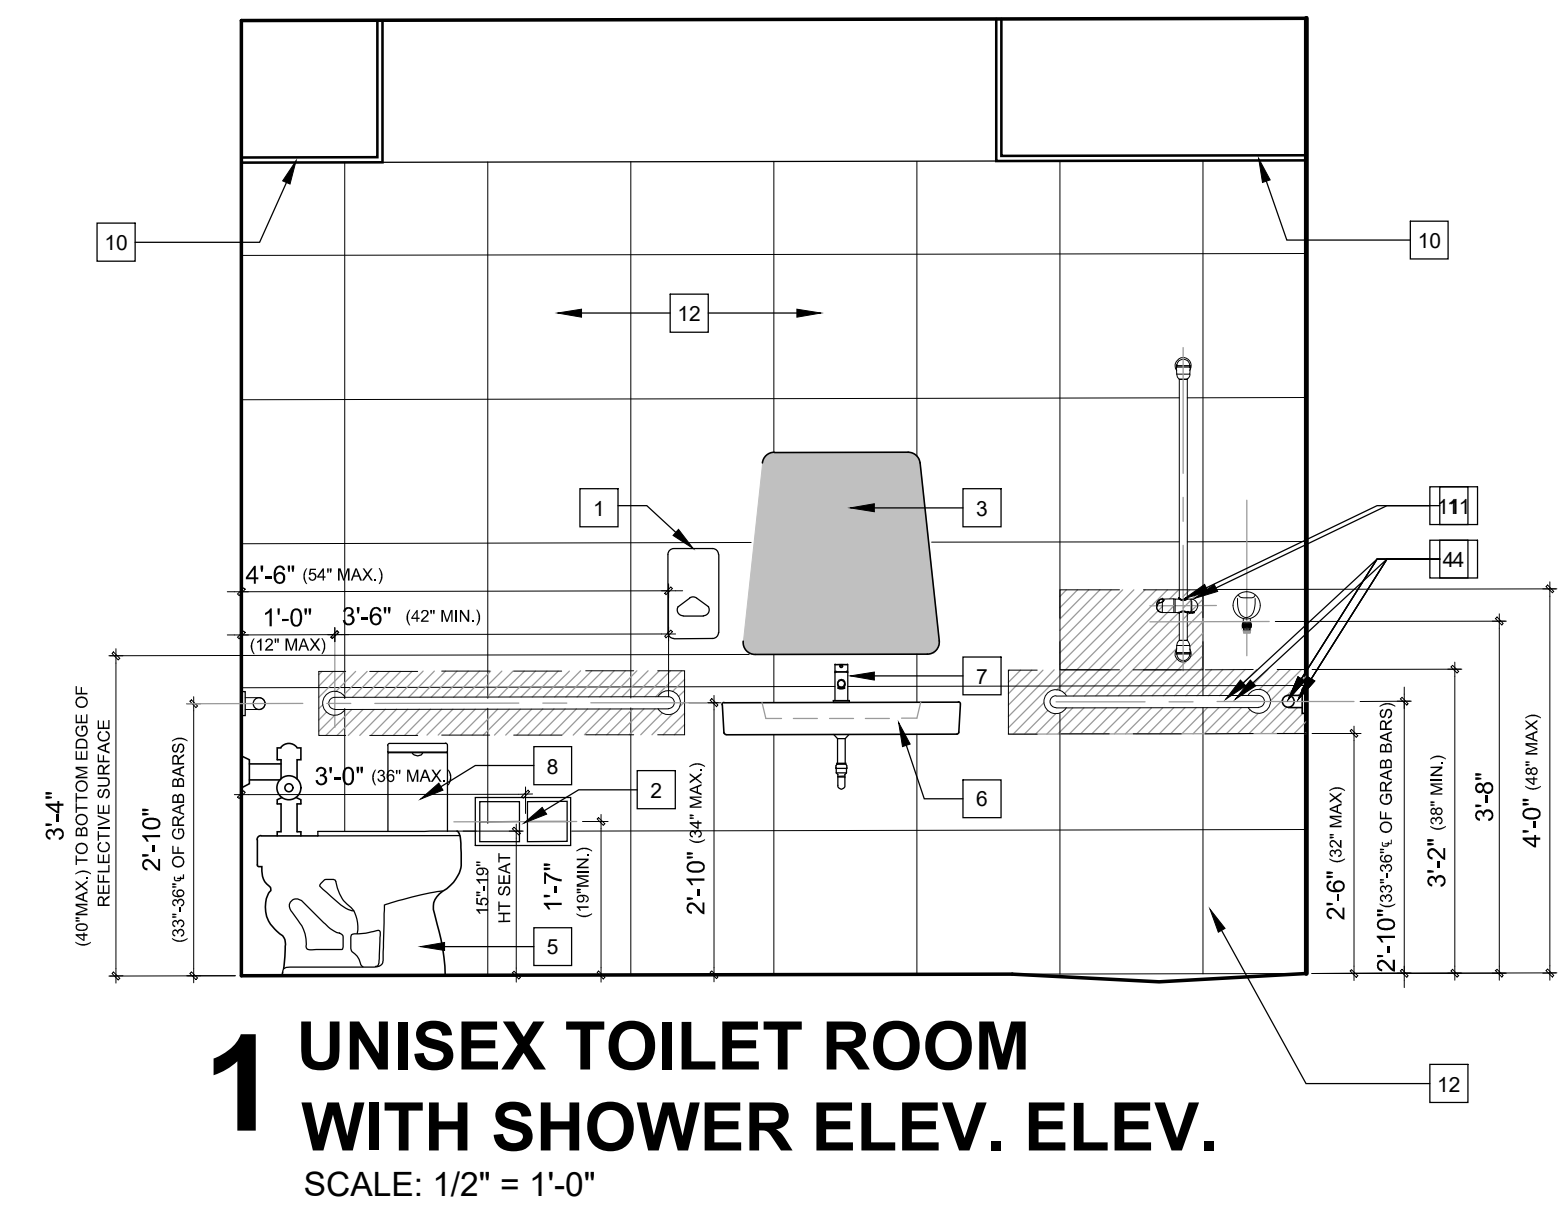 10
10
12
1
3
111
44
4'-6" (54" MAX.)
1'-0" 3'-6" (42" MIN.)
(12" MAX)
7
8
3'-0" (36" MAX.)
2
6
5
3'-4"
(40"MAX.) TO BOTTOM EDGE OF
REFLECTIVE SURFACE
2'-10"
(33"-36"℄ OF GRAB BARS)
15"-19"
HT SEAT
1'-7"
(19"MIN.)
2'-10" (34" MAX.)
2'-6" (32" MAX)
2'-10"(33"-36"℄ OF GRAB BARS)
3'-2" (38" MIN.)
3'-8"
4'-0" (48" MAX)
12
1 UNISEX TOILET ROOM
WITH SHOWER ELEV. ELEV.
SCALE: 1/2" = 1'-0"